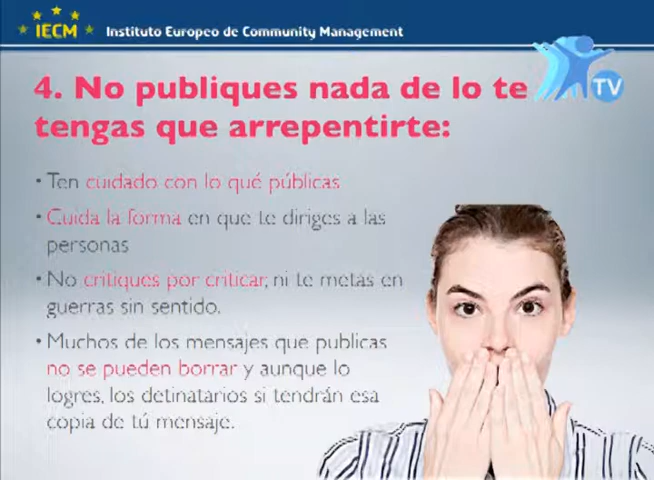 IECM Instituto Europeo de Community Management
4. No publiques nada de lo te
tengas que arrepentirte:
TV
• Ten cuidado con lo qué públicas
• Cuida la forma en que te diriges a las
personas
• No critiques por criticar, ni te metas en
guerras sin sentido.
• Muchos de los mensajes que publicas
no se pueden borrar y aunque lo
logres, los detinatarios si tendrán esa
copia de tú mensaje.